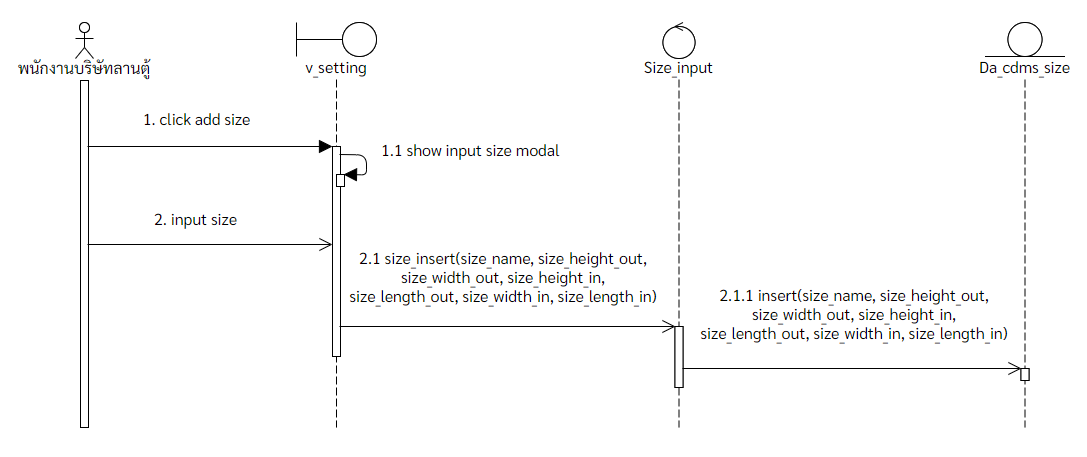 พนักงานบริษัทลานตู้
v_setting
Size_input
Da_cdms_size
1. click add size
1.1 show input size modal
2. input size
2.1 size_insert(size_name, size_height_out,
size_width_out, size_height_in,
size_length_out, size_width_in, size_length_in)
2.1.1 insert(size_name, size_height_out,
size_width_out, size_height_in,
size_length_out, size_width_in, size_length_in)